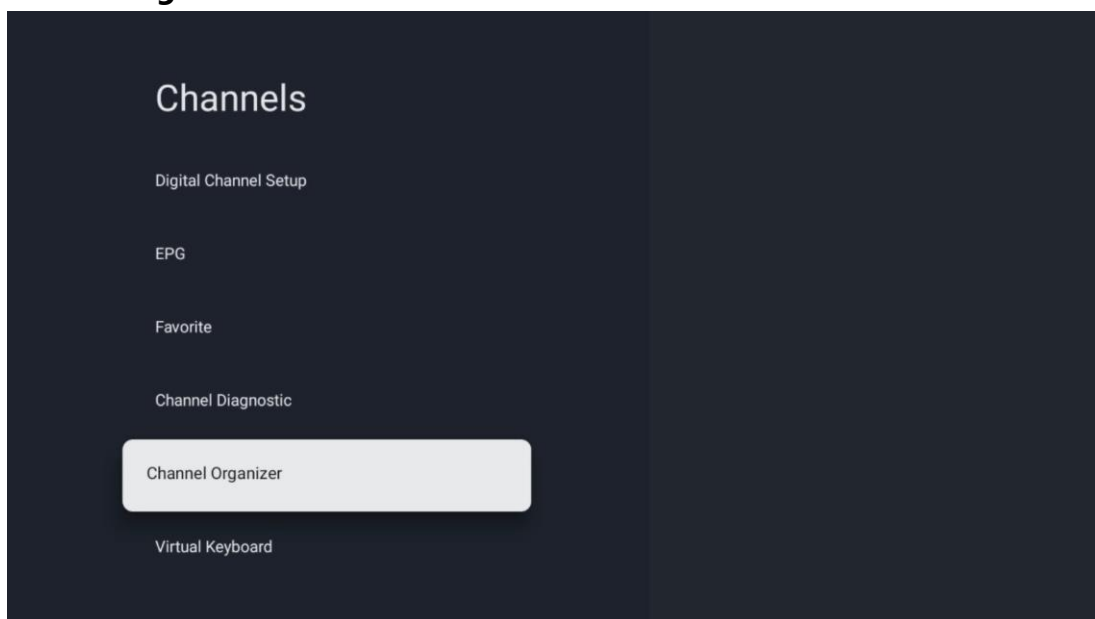 Channels
Digital Channel Setup
EPG
Favorite
Channel Diagnostic
Channel Organizer
Virtual Keyboard